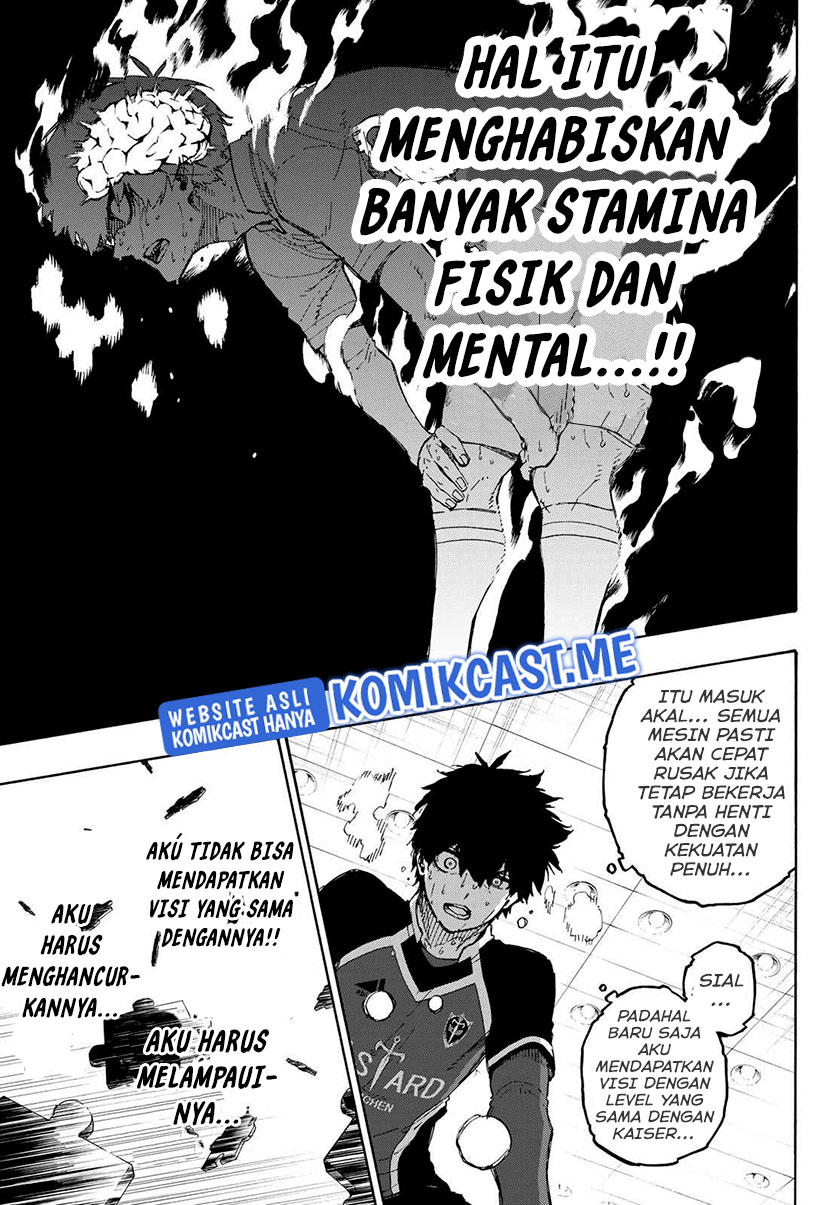 HAL ITU
MENGHABISKAN
BANYAK STAMINA
FISIK DAN
MENTAL...!!
KOMIKCAST.ME
WEBSITE ASLI
KOMIKCAST HANYA
ITU MASUK
AKAL... SEMUA
MESIN PASTI
AKAN CEPAT
RUSAK JIKA
TETAP BEKERJA
TANPA HENTI
DENGAN
KEKUATAN
PENUH...
SIAL
...
PADAHAL
BARU SAJA
AKU
MENDAPATKAN
VISI DENGAN
LEVEL YANG
SAMA DENGAN
KAISER...
STARD
CHEN
AKÚ TIDAK BISA
MENDAPATKAN
VISI YANG SAMA
DENGANNYA!!
AKU
HARUS
MENGHANCUR-
KANNYA...
AKU HARUS
MELAMPAUI-
NYA...